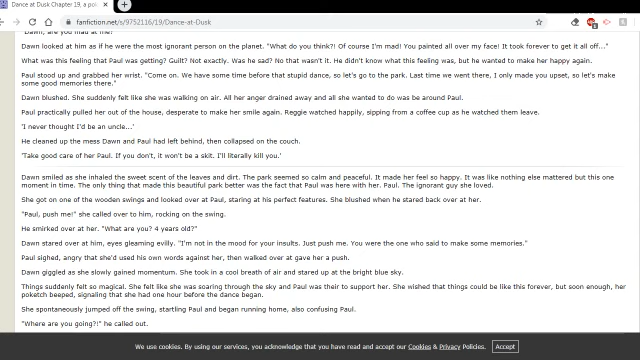 Dance at Dusk Chapter 19, a poké
fanfiction.net/s/9752116/19/Dance-at-Dusk
"Dawn, are you mad at me?"
Dawn looked at him as if he were the most ignorant person on the planet. "What do you think?! Of course I'm mad! You painted all over my face! It took forever to get it all off..."
What was this feeling that Paul was getting? Guilt? Not exactly. Was he sad? No that wasn't it. He didn't know what this feeling was, but he wanted to make her happy again.
Paul stood up and grabbed her wrist. "Come on. We have some time before that stupid dance, so let's go to the park. Last time we went there, I only made you upset, so let's make
some good memories there."
Dawn blushed. She suddenly felt like she was walking on air. All her anger drained away and all she wanted to do was be around Paul.
Paul practically pulled her out of the house, desperate to make her smile again. Reggie watched happily, sipping from a coffee cup as he watched them leave.
'I never thought I'd be an uncle...'
He cleaned up the mess Dawn and Paul had left behind, then collapsed on the couch.
'Take good care of her Paul. If you don't, it won't be a skit. I'll literally kill you.'
Dawn smiled as she inhaled the sweet scent of the leaves and dirt. The park seemed so calm and peaceful. It made her feel so happy. It was like nothing else mattered but this one
moment in time. The only thing that made this beautiful park better was the fact that Paul was here with her. Paul. The ignorant guy she loved.
She got on one of the wooden swings and looked over at Paul, staring at his perfect features. She blushed when he stared back over at her.
"Paul, push me!" she called over to him, rocking on the swing.
He smirked over at her. "What are you? 4 years old?"
Dawn stared over at him, eyes gleaming evilly. "I'm not in the mood for your insults. Just push me. You were the one who said to make some memories."
Paul sighed, angry that she'd used his own words against her, then walked over at gave her a push.
Dawn giggled as she slowly gained momentum. She took in a cool breath of air and stared up at the bright blue sky.
Things suddenly felt so magical. She felt like she was soaring through the sky and Paul was their to support her. She wished that things could be like this forever, but soon enough, her
poketch beeped, signaling that she had one hour before the dance began.
She spontaneously jumped off the swing, startling Paul and began running home, also confusing Paul.
"Where are you going?!" he called out.
We use cookies. By using our services, you acknowledge that you have read and accept our Cookies & Privacy Policies. Accept